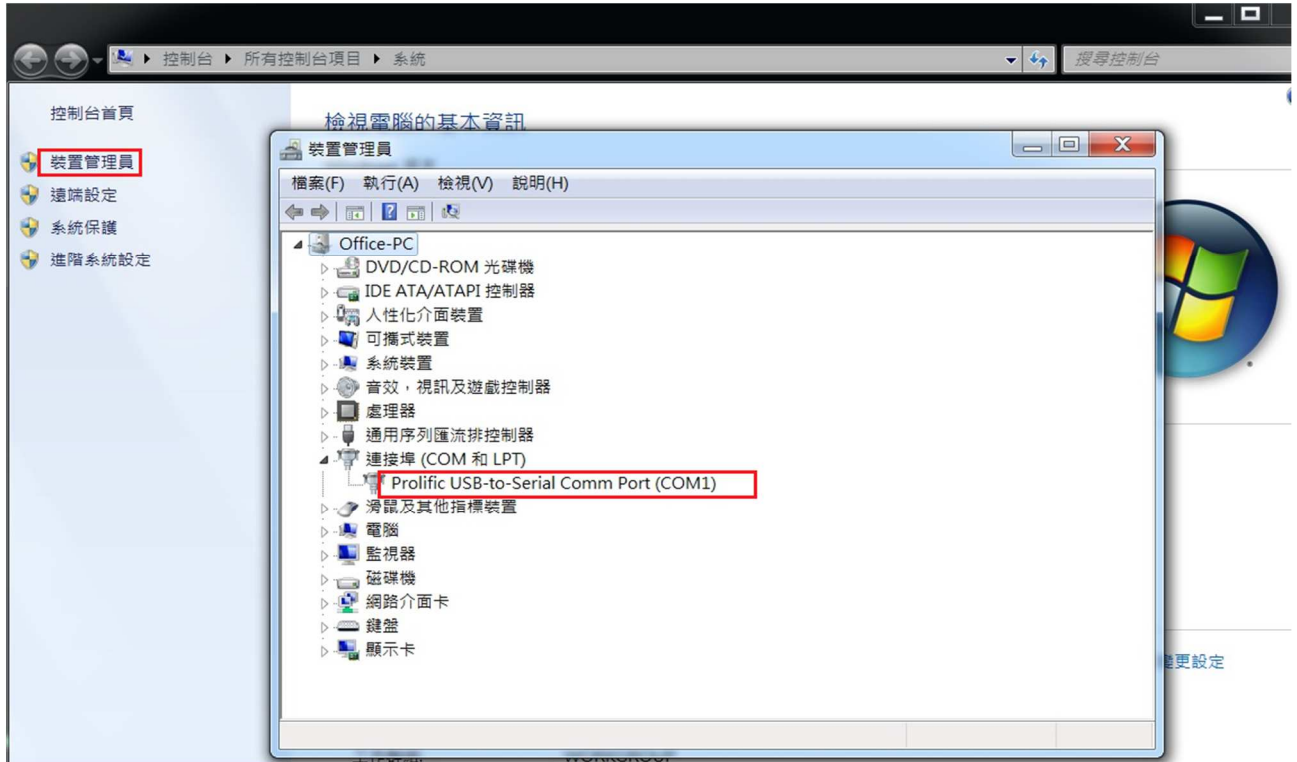 控制台 所有控制台項目 系統
搜尋控制台
控制台首頁
裝置管理員
遠端設定
系統保護
進階系統設定
檢視電腦的基本資訊
裝置管理員
檔案(F) 執行(A) 檢視(V) 說明(H)
Office-PC
DVD/CD-ROM 光碟機
IDE ATA/ATAPI 控制器
人性化介面裝置
可攜式裝置
系統裝置
音效，視訊及遊戲控制器
處理器
通用序列匯流排控制器
連接埠 (COM 和 LPT)
Prolific USB-to-Serial Comm Port (COM1)
滑鼠及其他指標裝置
電腦
監視器
磁碟機
網路介面卡
鍵盤
顯示卡
變更設定